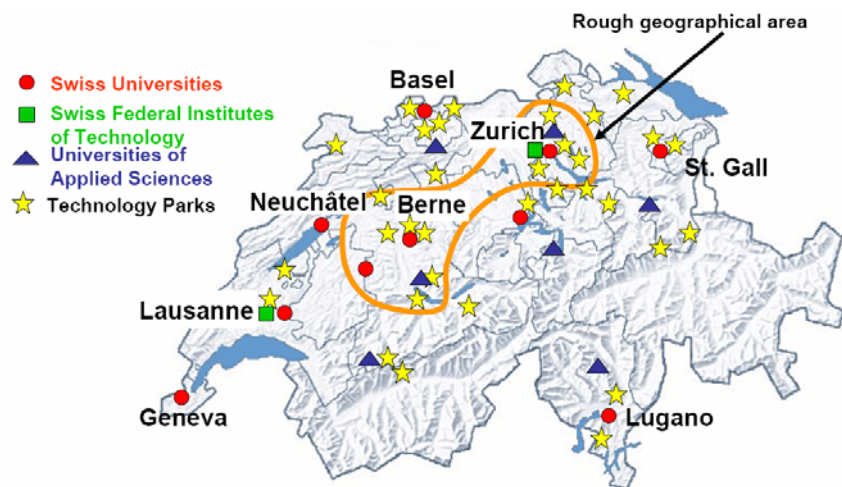 Rough geographical area
Swiss Universities
Swiss Federal Institutes
of Technology
Universities of
Applied Sciences
Technology Parks
Basel
Zurich
St. Gall
Neuchâtel
Berne
Lausanne
Geneva
Lugano